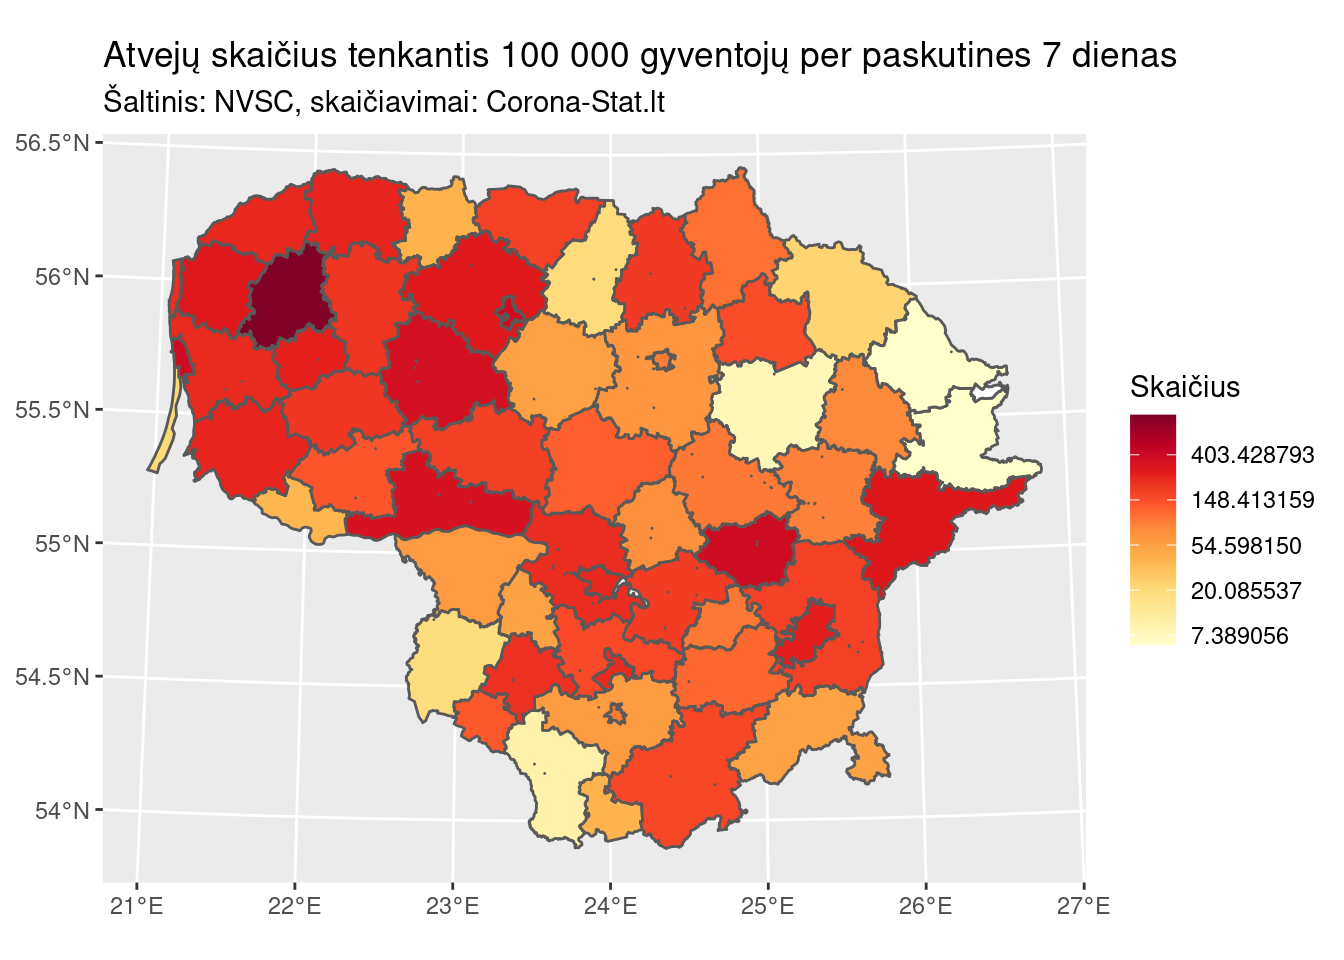 Atvejų skaičius tenkantis 100 000 gyventojų per paskutines 7 dienas
Šaltinis: NVSC, skaičiavimai: Corona-Stat.lt
56.5°N
56°N
55.5°N
55°N
54.5°N
54°N
21°E
22°E
23°E
24°E
25°E
26°E
27°E
Skaičius
403.428793
148.413159
54.598150
20.085537
7.389056